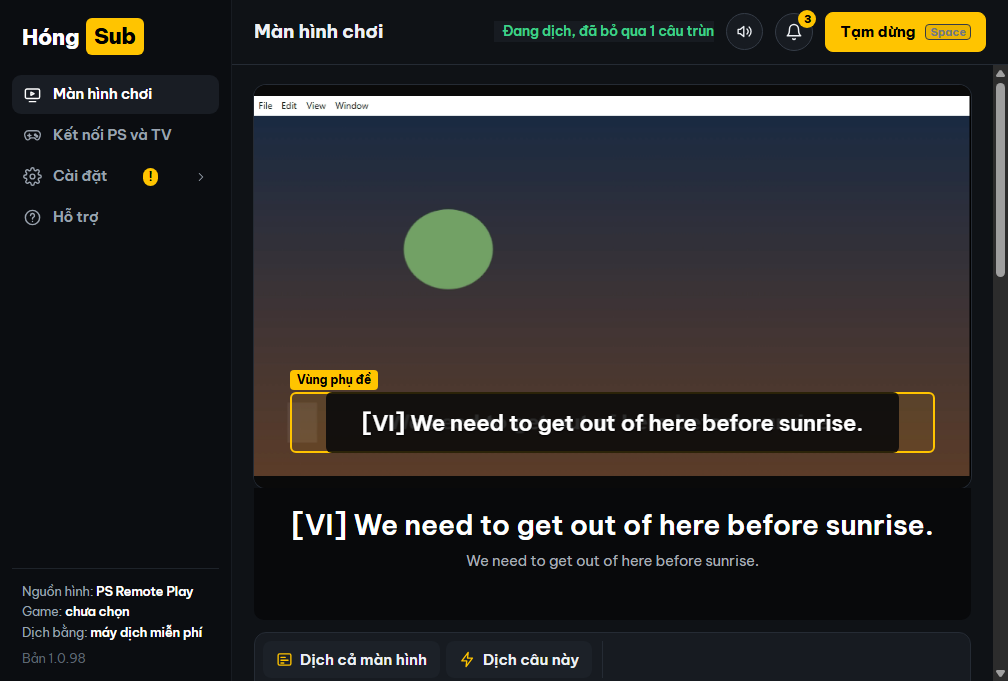 Hóng Sub
Màn hình chơi
Kết nối PS và TV
Cài đặt !
Hỗ trợ
Nguồn hình: PS Remote Play
Game: chưa chọn
Dịch bằng: máy dịch miễn phí
Bản 1.0.98
Màn hình chơi
Đang dịch, đã bỏ qua 1 câu trùn
3
Tạm dừng Space
File Edit View Window
Vùng phụ đề
[VI] We need to get out of here before sunrise.
[VI] We need to get out of here before sunrise.
We need to get out of here before sunrise.
Dịch cả màn hình
Dịch câu này